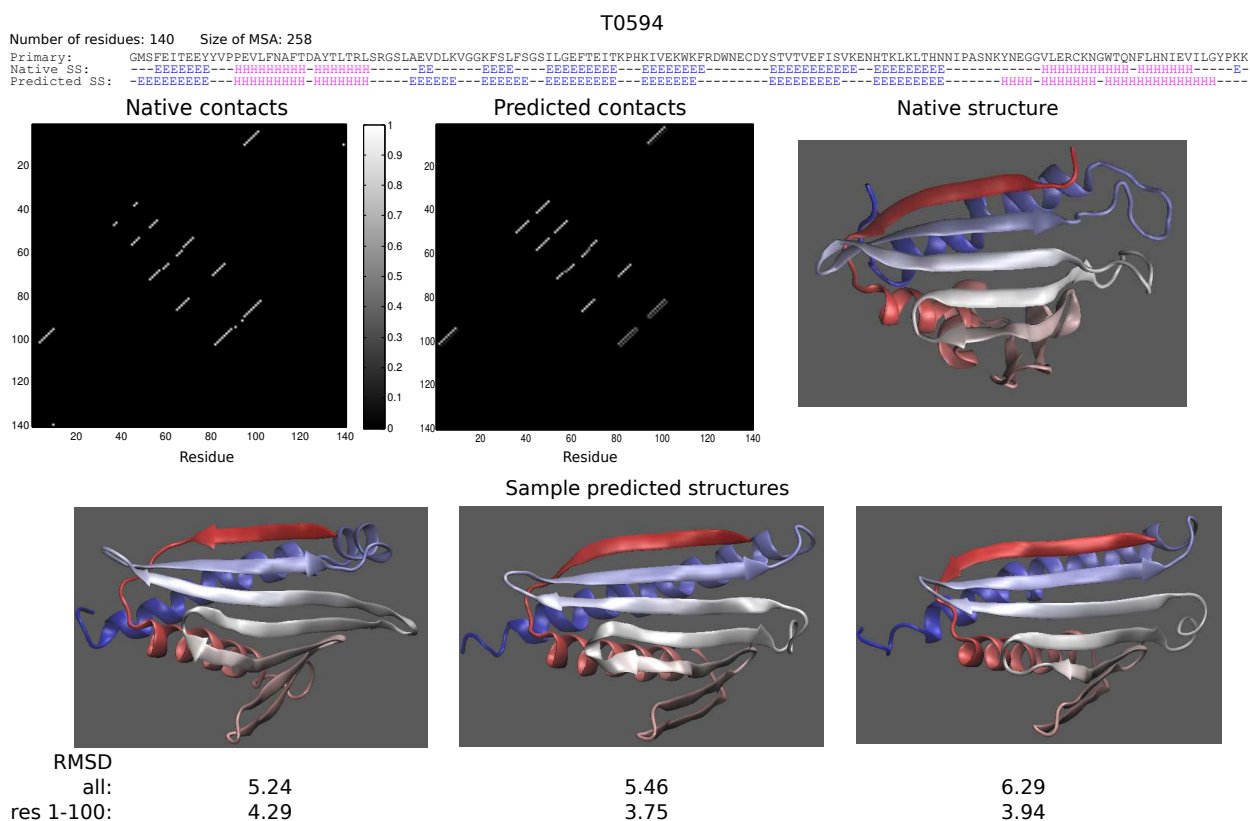 T0594
Number of residues: 140 Size of MSA: 258
Primary: GMSFEITEEYYVPPEVLFNAFTDAYTLTRLSRGSLAEVDLKVGGKFSLFSGSILGEFTEITKPHKIVEKWKFRDWNECDYSTVTVEFISVKENHTKLKLTHNNIPASNKYNEGGVLERCKNGWTQNFLHNIEVILGYPKK
Native SS: ---EEEEEEE---HHHHHHHHH-HHHHHHH------EE------EEEE----EEEEEEEEE---EEEEEEEE--------EEEEEEEEEEE--EEEEEEEEE------------HHHHHHHHHHH-HHHHHHH-----E-
Predicted SS: -EEEEEEEEE---HHHHHHHHH-HHHHHHH-----EEEEEE---EEEE----EEEEEEEEE---EEEEEEE---------EEEEEEEEE----EEEEEEEEE-------HHHH-HHHHHHH-HHHHHHHHHHHHHH----
Native contacts
Predicted contacts
Native structure
1
0.9
0.8
0.7
0.6
0.5
0.4
0.3
0.2
0.1
0
20
40
60
80
100
120
140
20 40 60 80 100 120 140
Residue
20
40
60
80
100
120
140
20 40 60 80 100 120 140
Residue
Sample predicted structures
RMSD
all: 5.24 5.46 6.29
res 1-100: 4.29 3.75 3.94